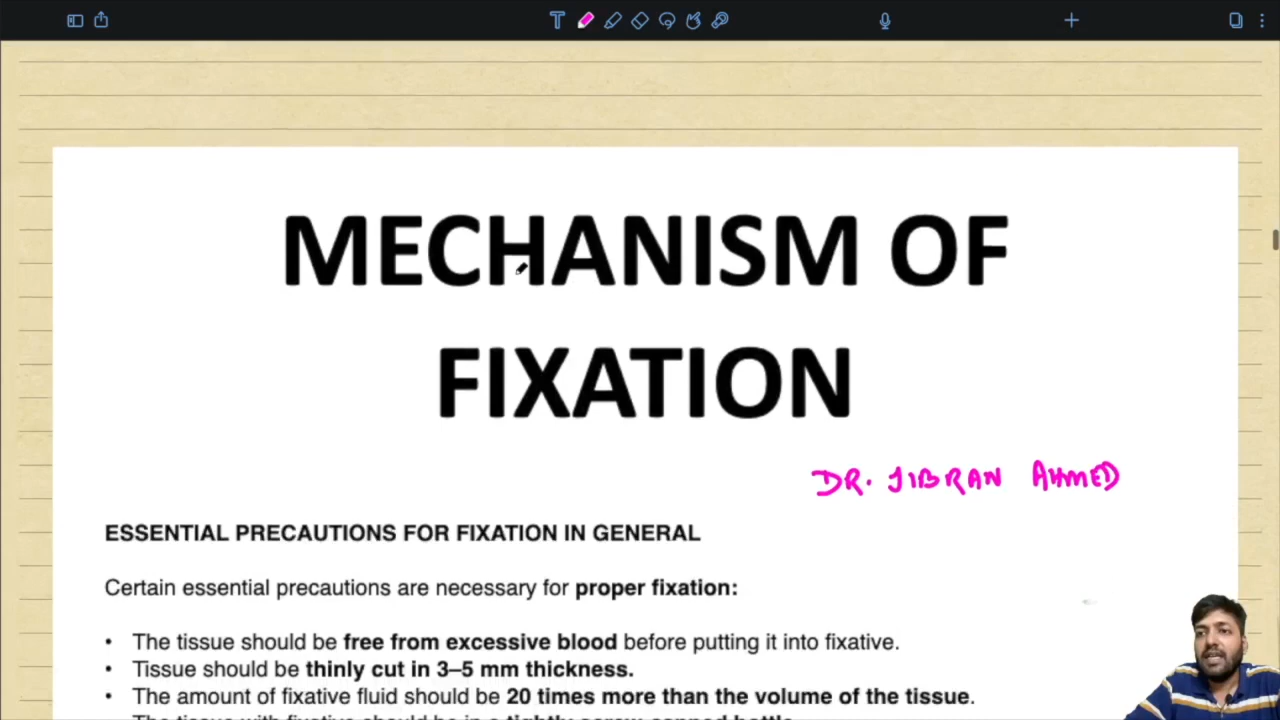 MECHANISM OF
FIXATION
DR. JIBRAN AHMED
ESSENTIAL PRECAUTIONS FOR FIXATION IN GENERAL
Certain essential precautions are necessary for proper fixation:
• The tissue should be free from excessive blood before putting it into fixative.
• Tissue should be thinly cut in 3–5 mm thickness.
• The amount of fixative fluid should be 20 times more than the volume of the tissue.